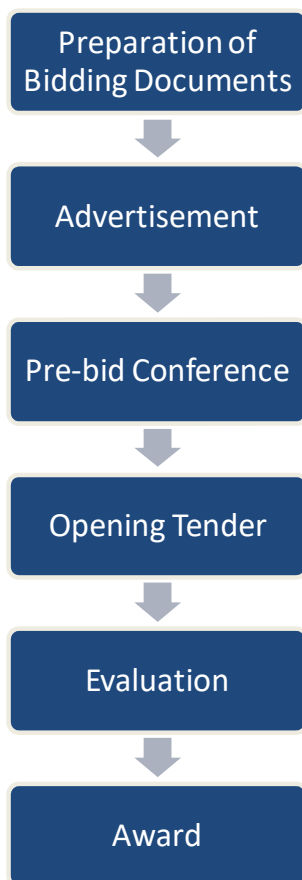 Preparation of
Bidding Documents
Advertisement
Pre-bid Conference
Opening Tender
Evaluation
Award